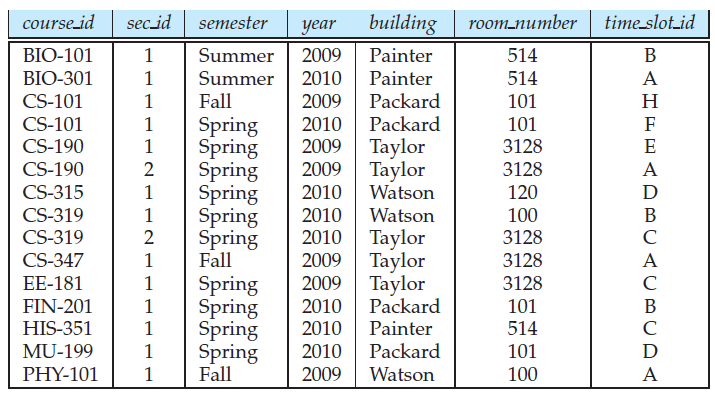 course_id sec_id semester year building room_number time_slot_id
BIO-101 1 Summer 2009 Painter 514 B
BIO-301 1 Summer 2010 Painter 514 A
CS-101 1 Fall 2009 Packard 101 H
CS-101 1 Spring 2010 Packard 101 F
CS-190 1 Spring 2009 Taylor 3128 E
CS-190 2 Spring 2009 Taylor 3128 A
CS-315 1 Spring 2010 Watson 120 D
CS-319 1 Spring 2010 Watson 100 B
CS-319 2 Spring 2010 Taylor 3128 C
CS-347 1 Fall 2009 Taylor 3128 A
EE-181 1 Spring 2009 Taylor 3128 C
FIN-201 1 Spring 2010 Packard 101 B
HIS-351 1 Spring 2010 Painter 514 C
MU-199 1 Spring 2010 Packard 101 D
PHY-101 1 Fall 2009 Watson 100 A